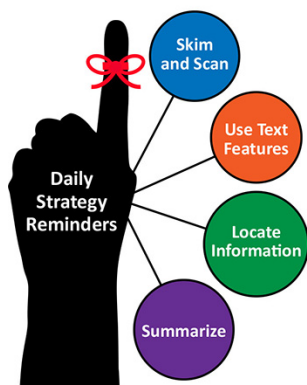 Skim
and Scan
Use Text
Features
Daily
Strategy
Reminders
Locate
Information
Summarize